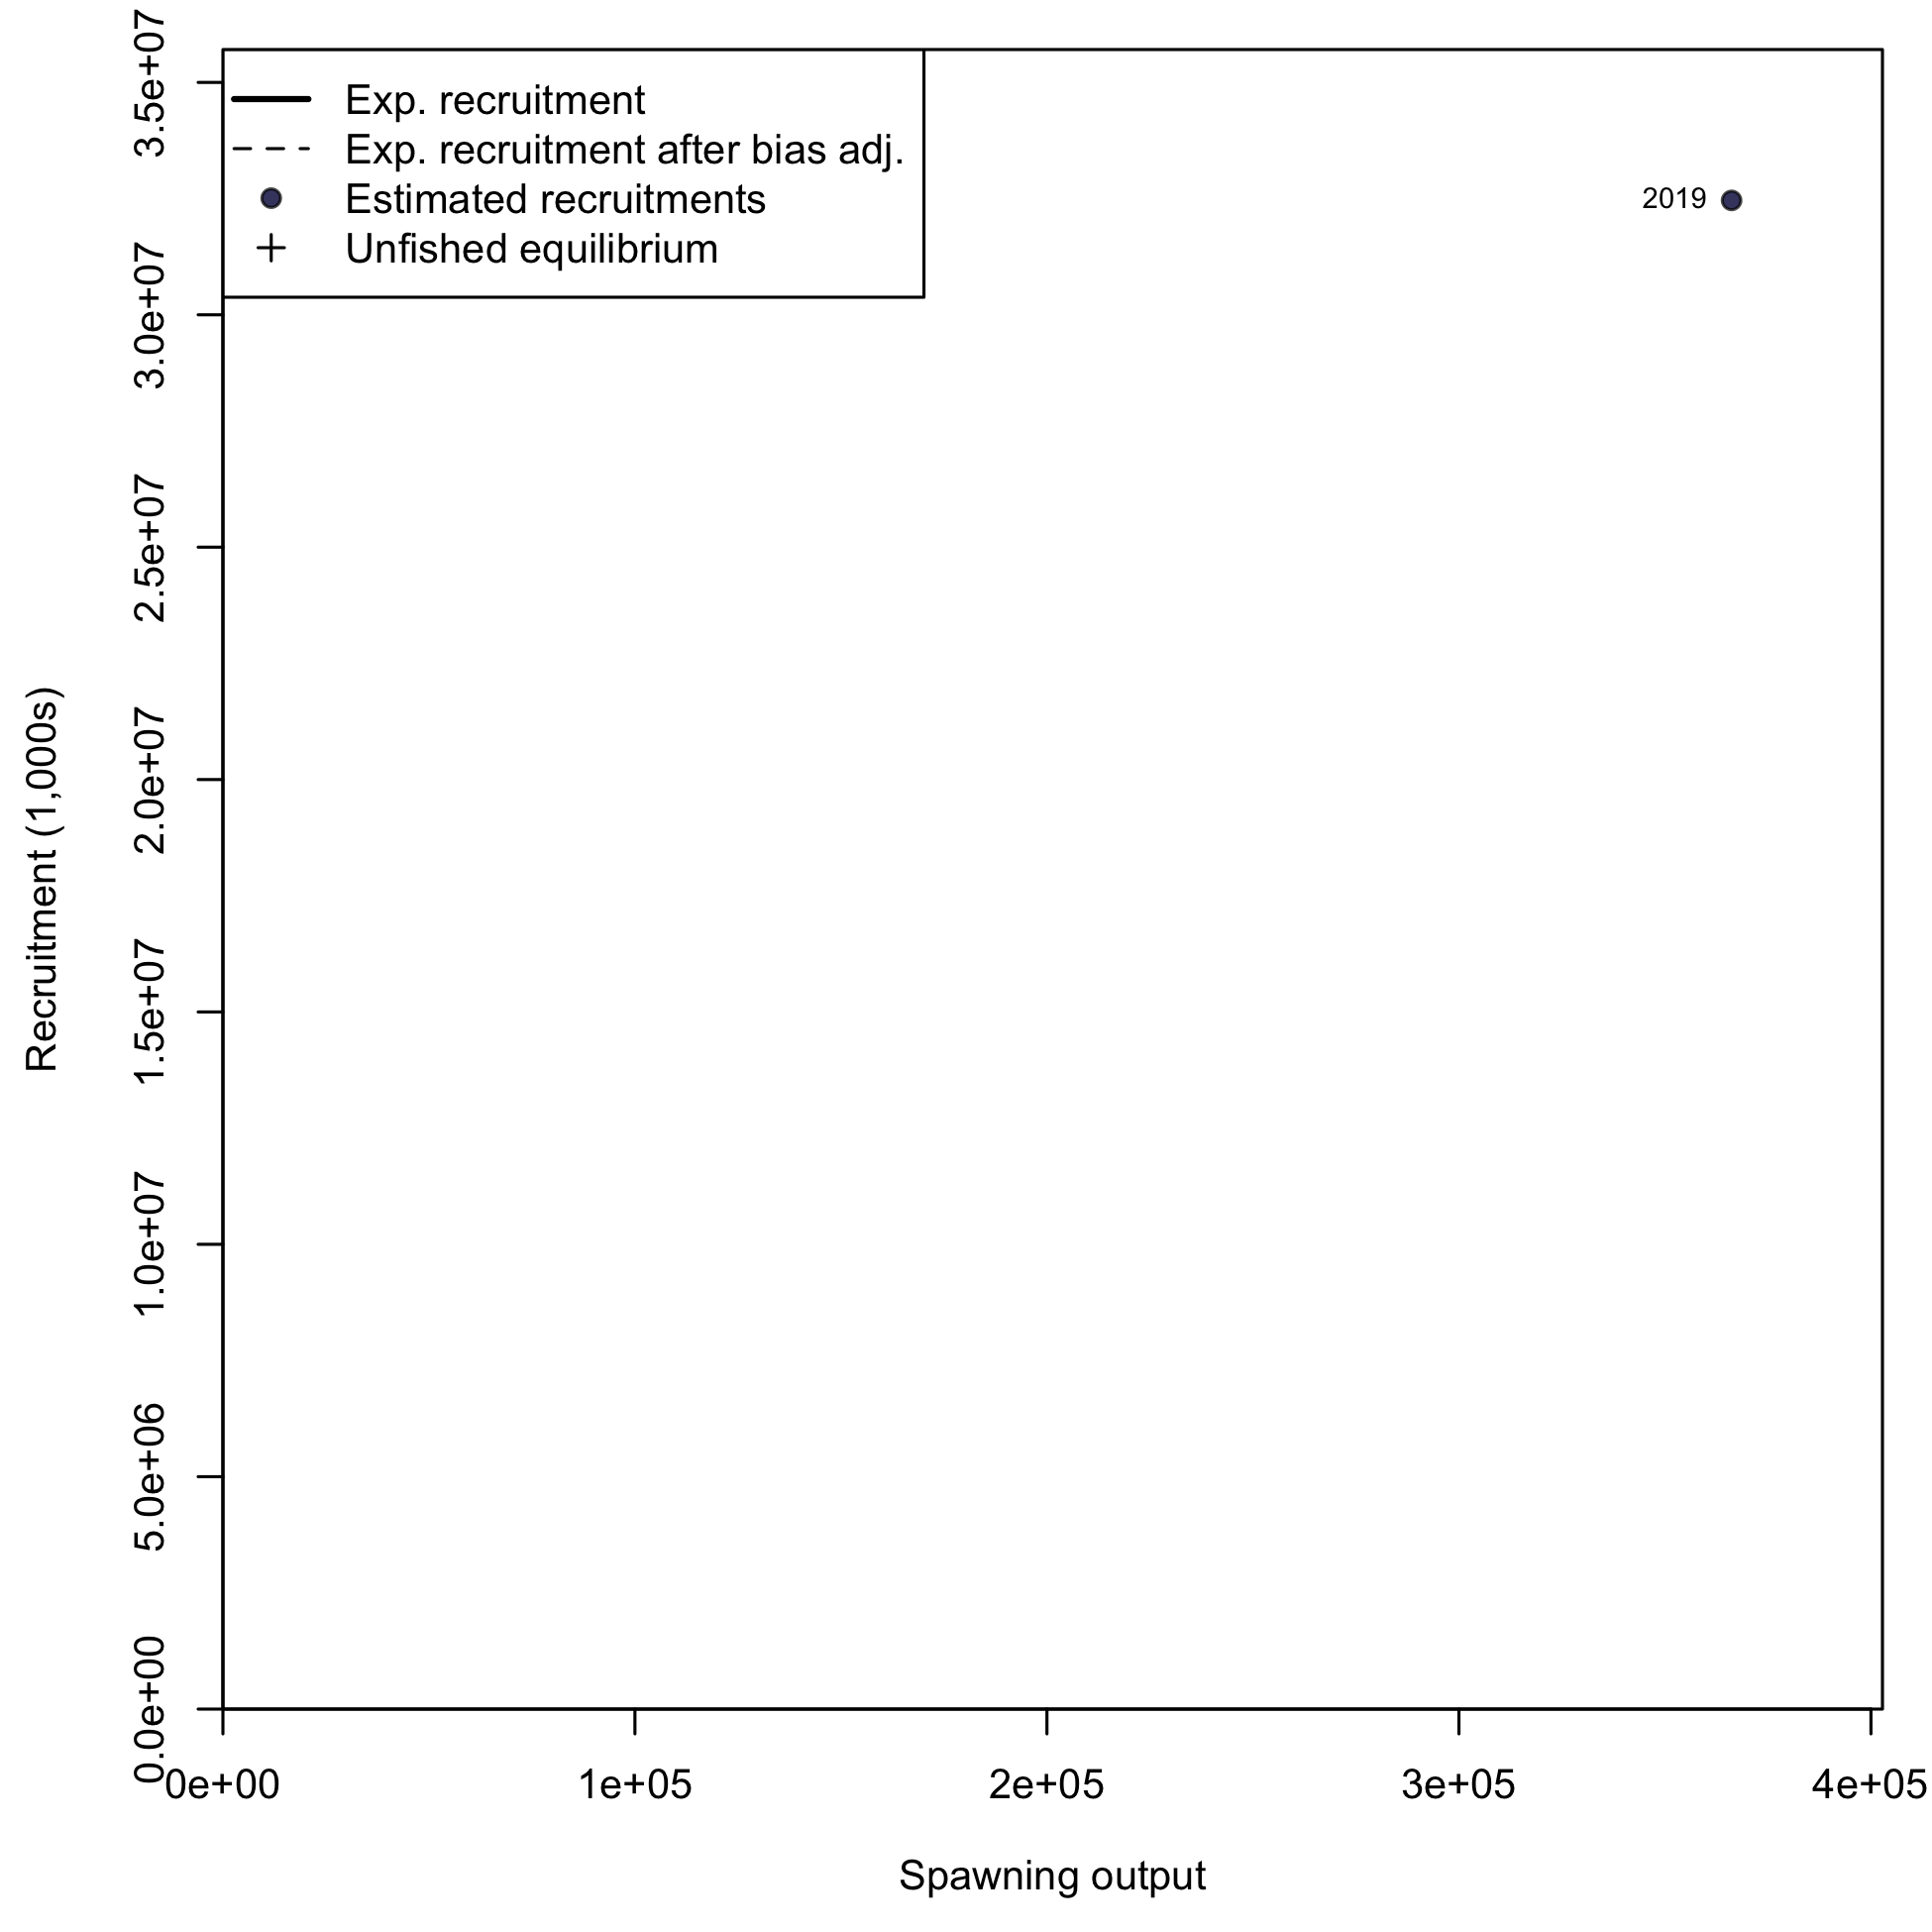 Exp. recruitment
Exp. recruitment after bias adj.
Estimated recruitments
Unfished equilibrium
2019
Recruitment (1,000s)
3.5e+07
3.0e+07
2.5e+07
2.0e+07
1.5e+07
1.0e+07
5.0e+06
0.0e+00
0e+00 1e+05 2e+05 3e+05 4e+05
Spawning output